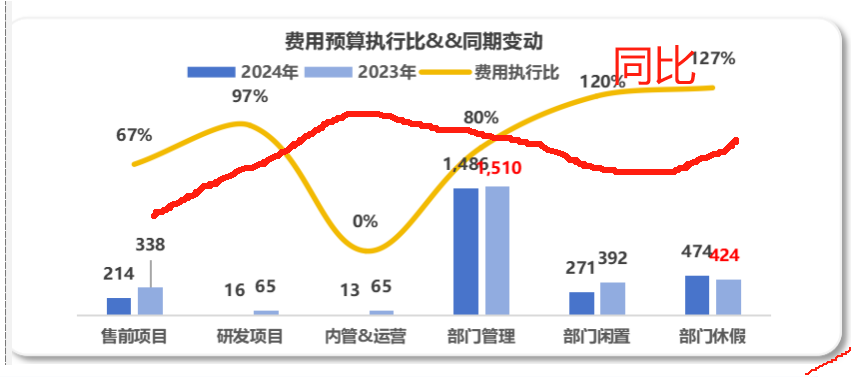 费用预算执行比&&同期变动
2024年 2023年 费用执行比
同比
67% 97% 0% 80% 120% 127%
214 338 16 65 13 65 1,486 1,510 271 392 474 424
售前项目 研发项目 内管&运营 部门管理 部门闲置 部门休假